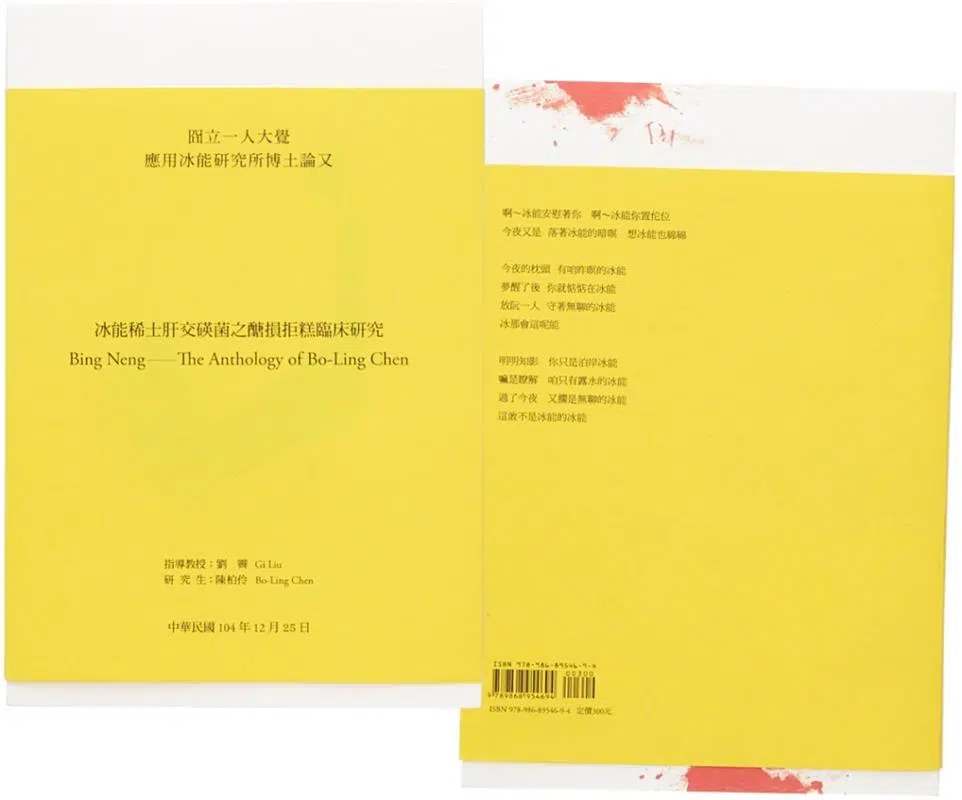 囧立一人大覺
應用冰能研究所博土論又
冰能稀土肝交碤菌之醣損拒糕臨床研究
Bing Neng——The Anthology of Bo-Ling Chen
指導教授：劉 Gi Liu
研 究 生：陳柏伶 Bo-Ling Chen
中華民國 104 年 12 月 25 日
啊～冰能安慰著你 啊～冰能你置佗位
今夜又是 落著冰能的暗暝 想冰能也綿綿
今夜的枕頭 有咱昨暝的冰能
夢醒了後 你就惦惦在冰能
放阮一人 守著無聊的冰能
冰那會這呢能
明明知影 你只是泊岸冰能
嘛是瞭解 咱只有露水的冰能
過了今夜 又擱是無聊的冰能
這敢不是冰能的冰能
ISBN 978-986-89546-9-4
00300
9789868954694
ISBN 978-986-89546-9-4 定價300元